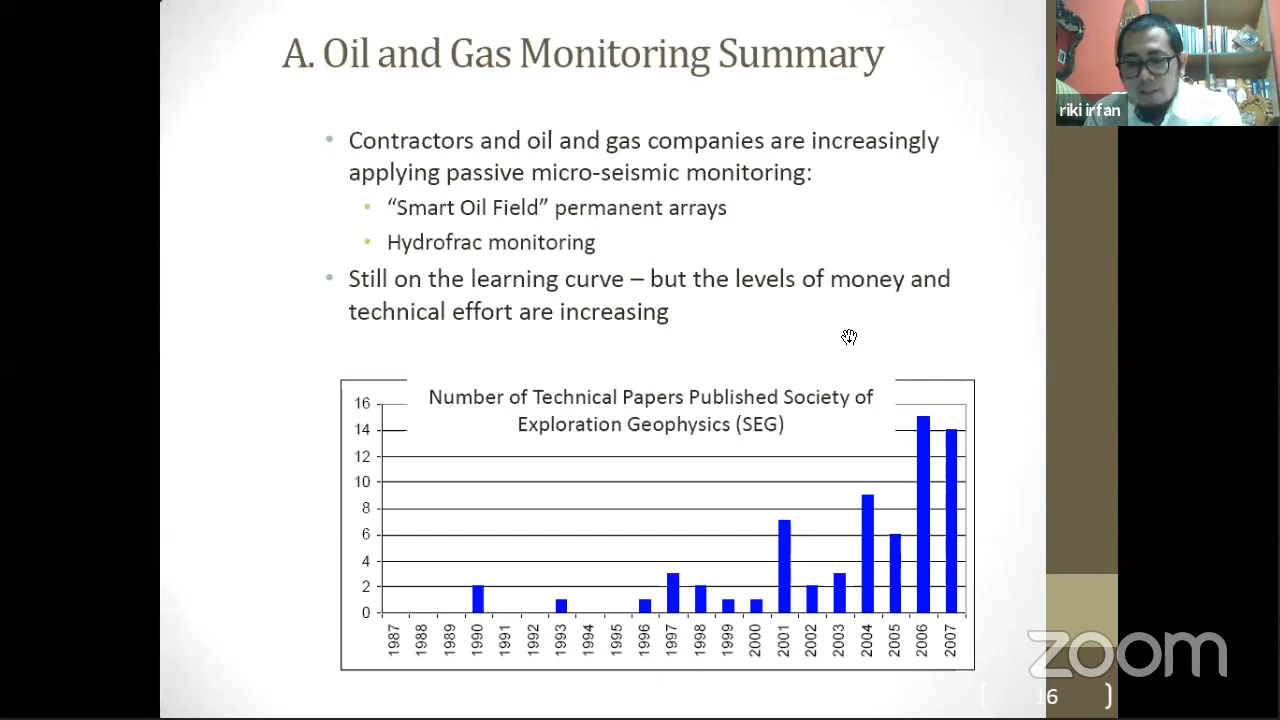 A. Oil and Gas Monitoring Summary
riki irfan
• Contractors and oil and gas companies are increasingly
applying passive micro-seismic monitoring:
• “Smart Oil Field” permanent arrays
• Hydrofrac monitoring
• Still on the learning curve – but the levels of money and
technical effort are increasing
Number of Technical Papers Published Society of
Exploration Geophysics (SEG)
16
14
12
10
8
6
4
2
0
1987
1988
1989
1990
1991
1992
1993
1994
1995
1996
1997
1998
1999
2000
2001
2002
2003
2004
2005
2006
2007
zoom
16